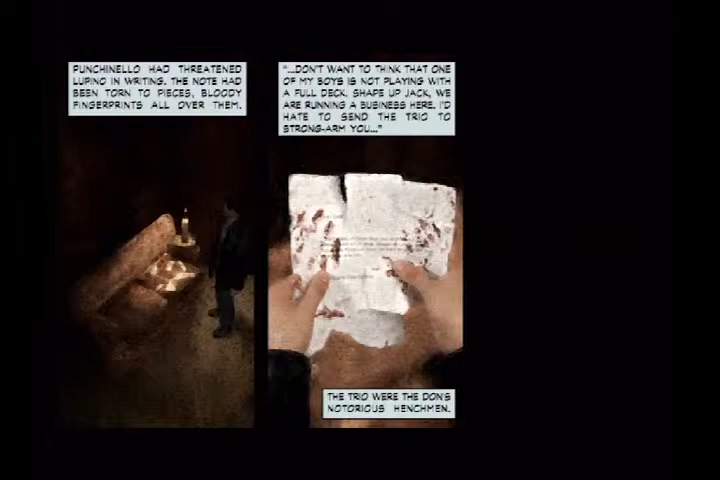 PUNCHINELLO HAD THREATENED
LUPINO IN WRITING. THE NOTE HAD
BEEN TORN TO PIECES, BLOODY
FINGERPRINTS ALL OVER THEM.
"...DON'T WANT TO THINK THAT ONE
OF MY BOYS IS NOT PLAYING WITH
A FULL DECK. SHAPE UP JACK, WE
ARE RUNNING A BUSINESS HERE. I'D
HATE TO SEND THE TRIO TO
STRONG-ARM YOU..."
THE TRIO WERE THE DON'S
NOTORIOUS HENCHMEN.